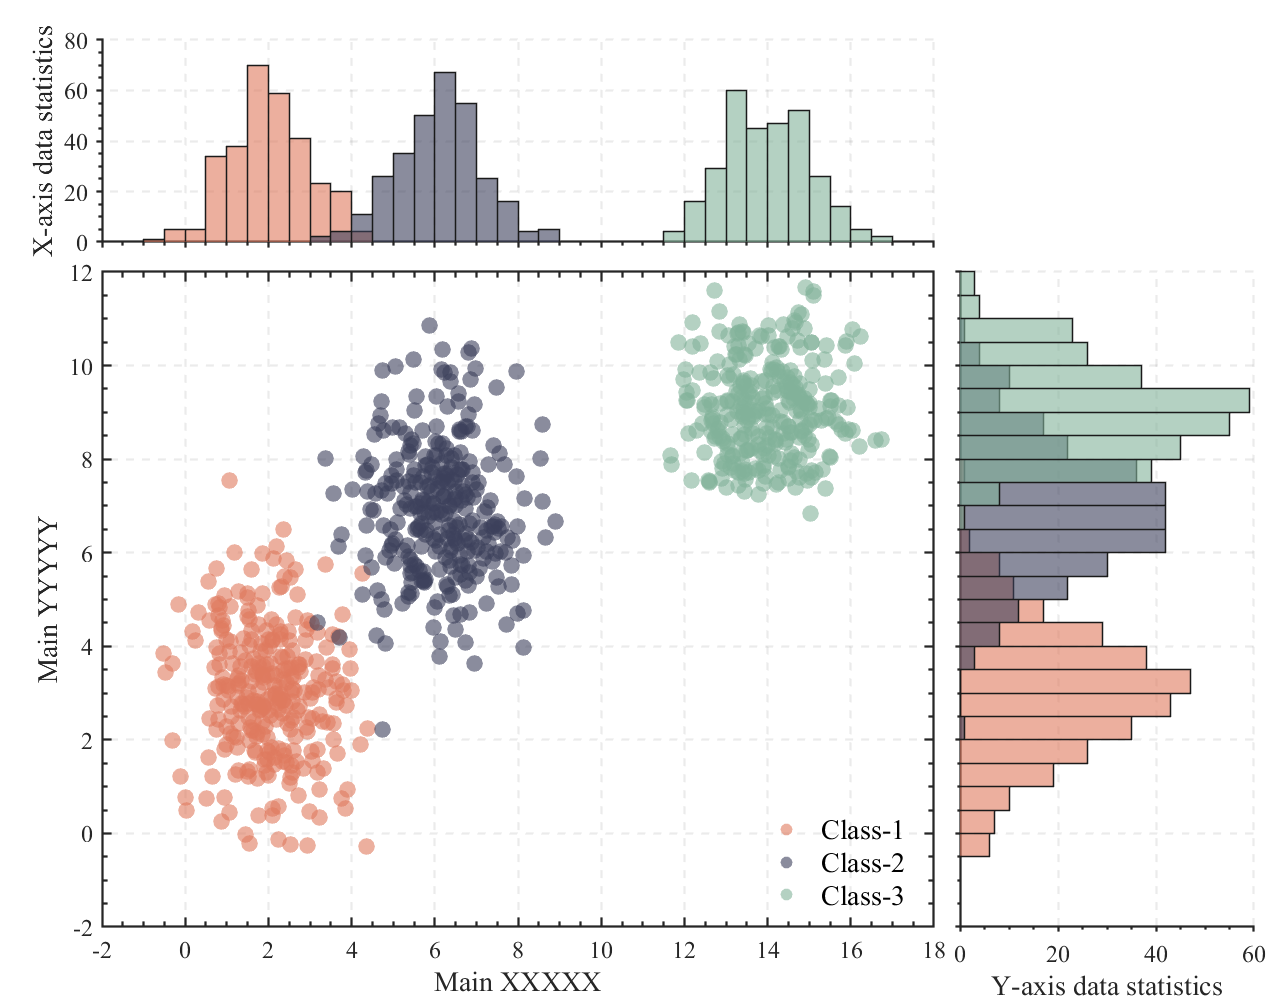 X-axis data statistics
80
60
40
20
0
Main YYYYY
12
10
8
6
4
2
0
-2
-2 0 2 4 6 8 10 12 14 16 18
Main XXXXX
Class-1
Class-2
Class-3
0 20 40 60
Y-axis data statistics